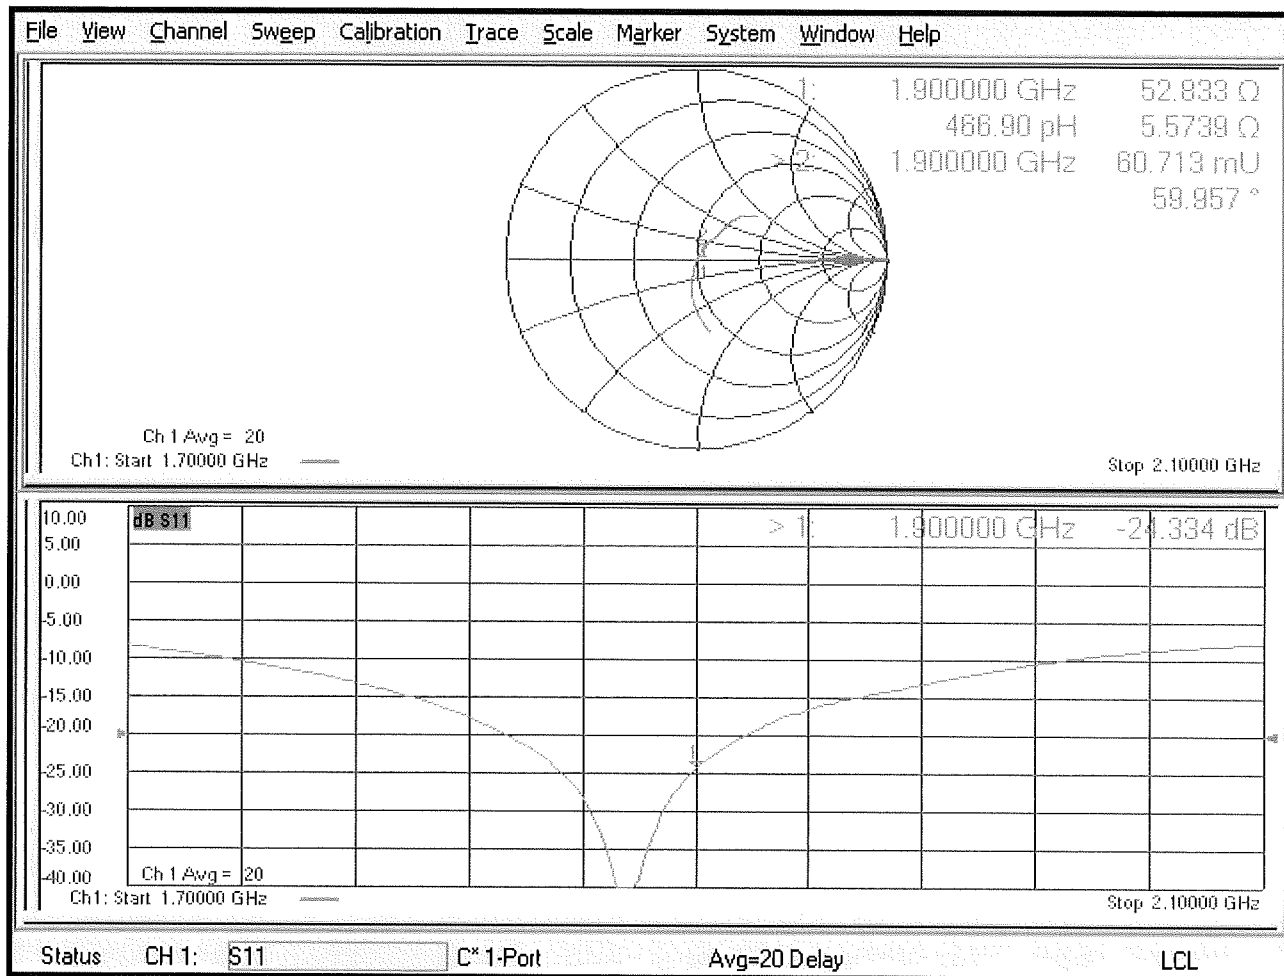 File View Channel Sweep Calibration Trace Scale Marker System Window Help
1: 1.900000 GHz 52.833 Ω
466.90 pH 5.5739 Ω
> 2: 1.900000 GHz 60.713 mU
59.957 °
Ch 1 Avg = 20
Ch1: Start 1.70000 GHz
Stop 2.10000 GHz
10.00
5.00
0.00
-5.00
-10.00
-15.00
-20.00
-25.00
-30.00
-35.00
-40.00
dB S11
> 1: 1.900000 GHz -24.334 dB
1
Ch 1 Avg = 20
Ch1: Start 1.70000 GHz
Stop 2.10000 GHz
Status CH 1: S11 C* 1-Port Avg=20 Delay LCL